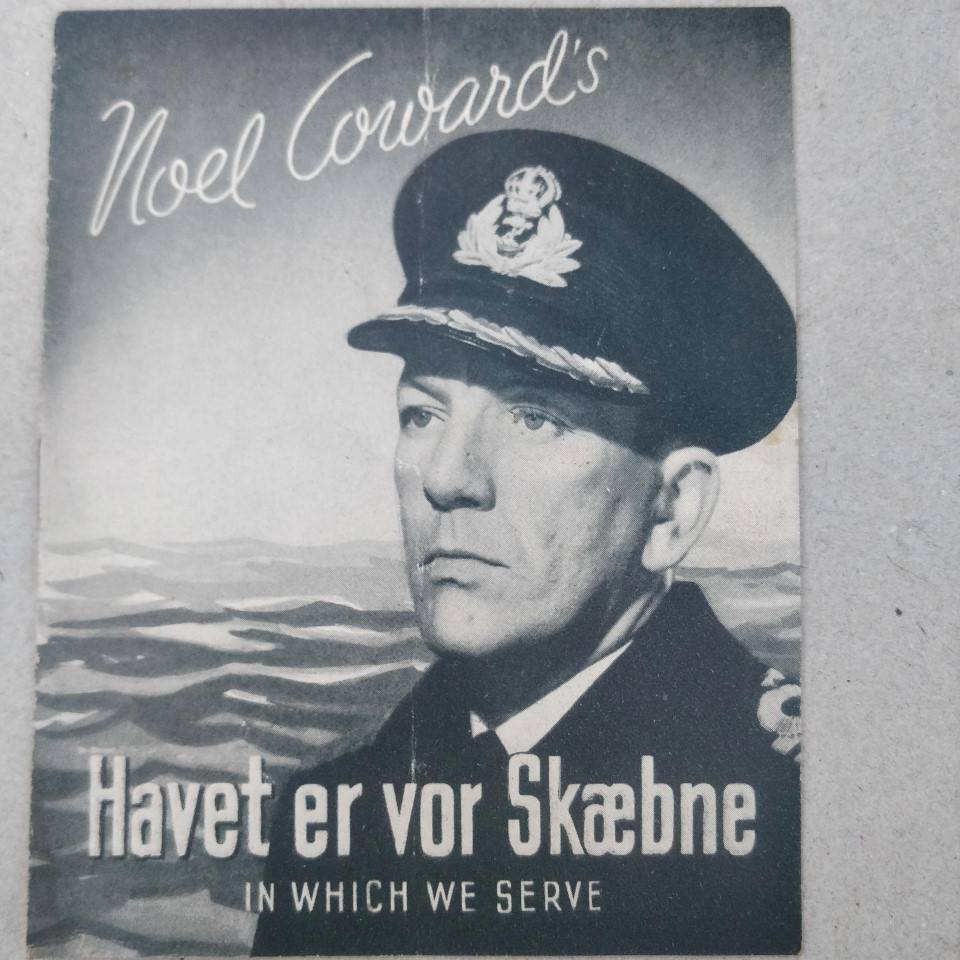 Noel Coward's
Havet er vor Skæbne
IN WHICH WE SERVE